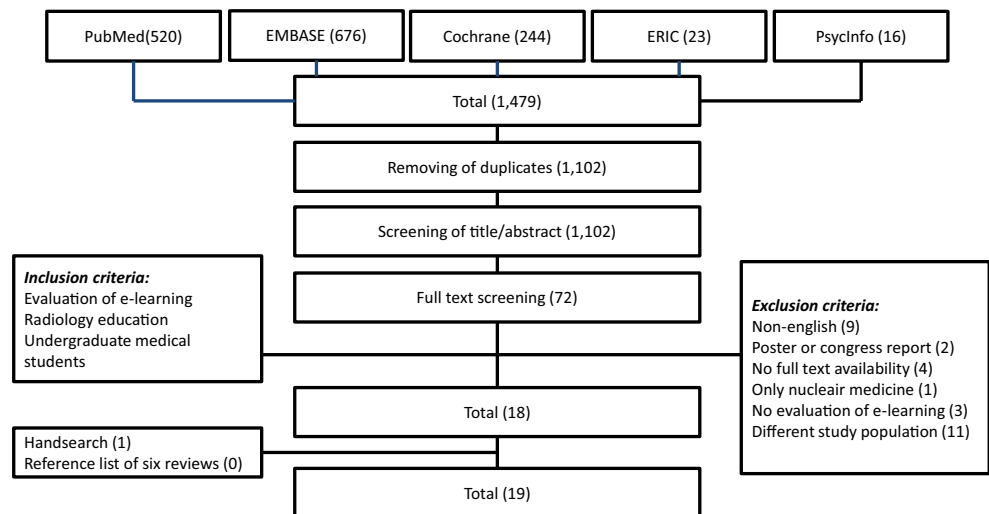 PubMed(520)
EMBASE (676)
Cochrane (244)
ERIC (23)
PsycInfo (16)
Total (1,479)
Removing of duplicates (1,102)
Screening of title/abstract (1,102)
Inclusion criteria:
Evaluation of e-learning
Radiology education
Undergraduate medical
students
Full text screening (72)
Exclusion criteria:
Non-english (9)
Poster or congress report (2)
No full text availability (4)
Only nucleair medicine (1)
No evaluation of e-learning (3)
Different study population (11)
Total (18)
Handsearch (1)
Reference list of six reviews (0)
Total (19)